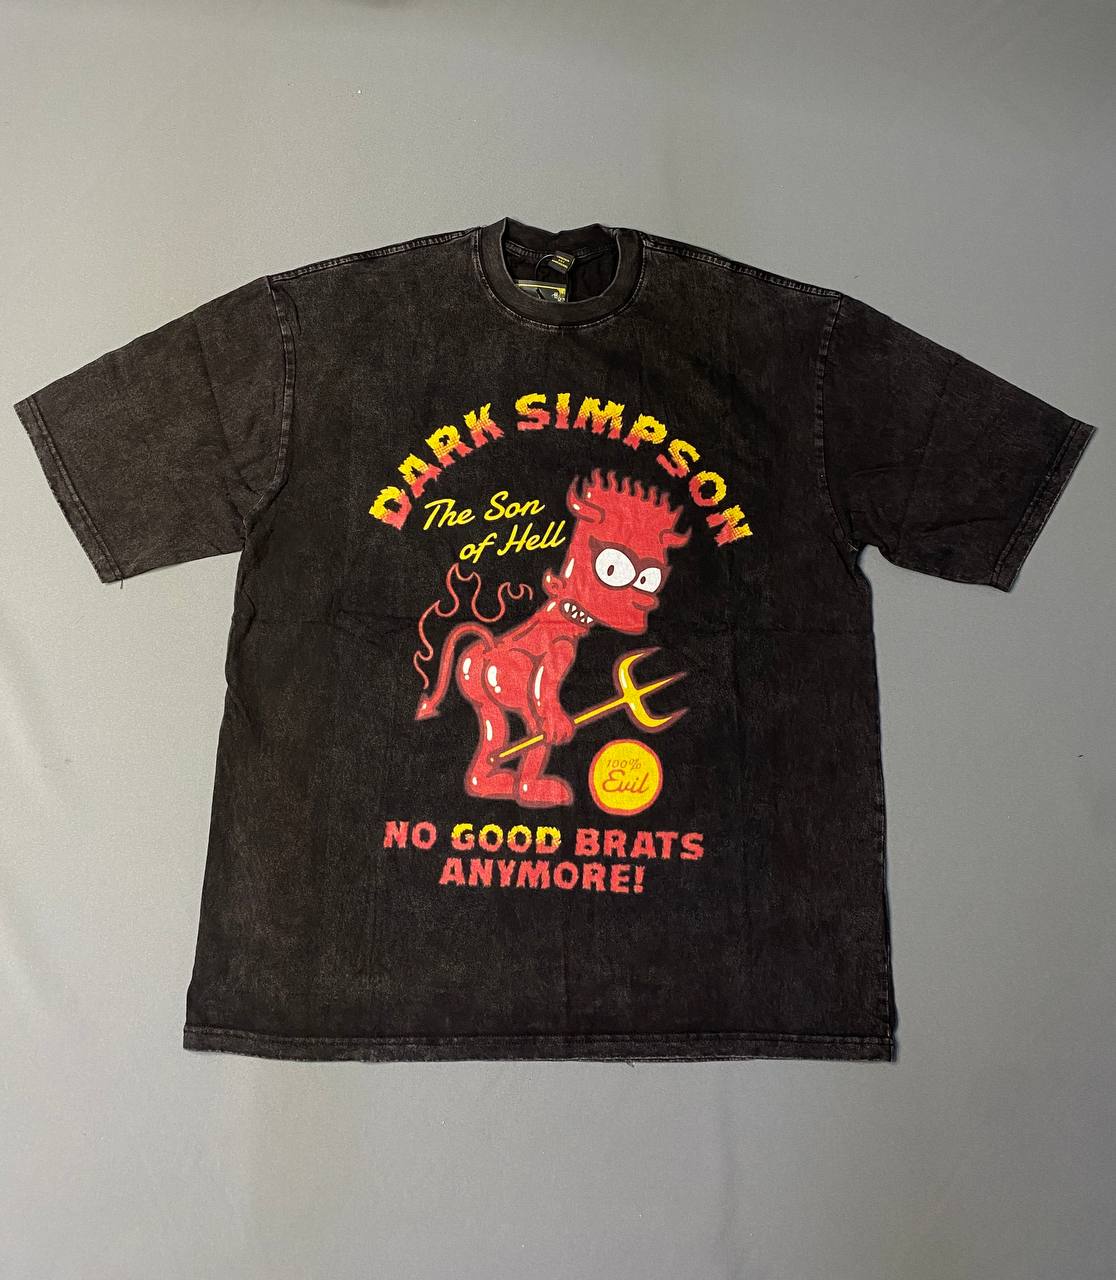 DARK SIMPSON
The Son
of Hell
100%
Evil
NO GOOD BRATS
ANYMORE!